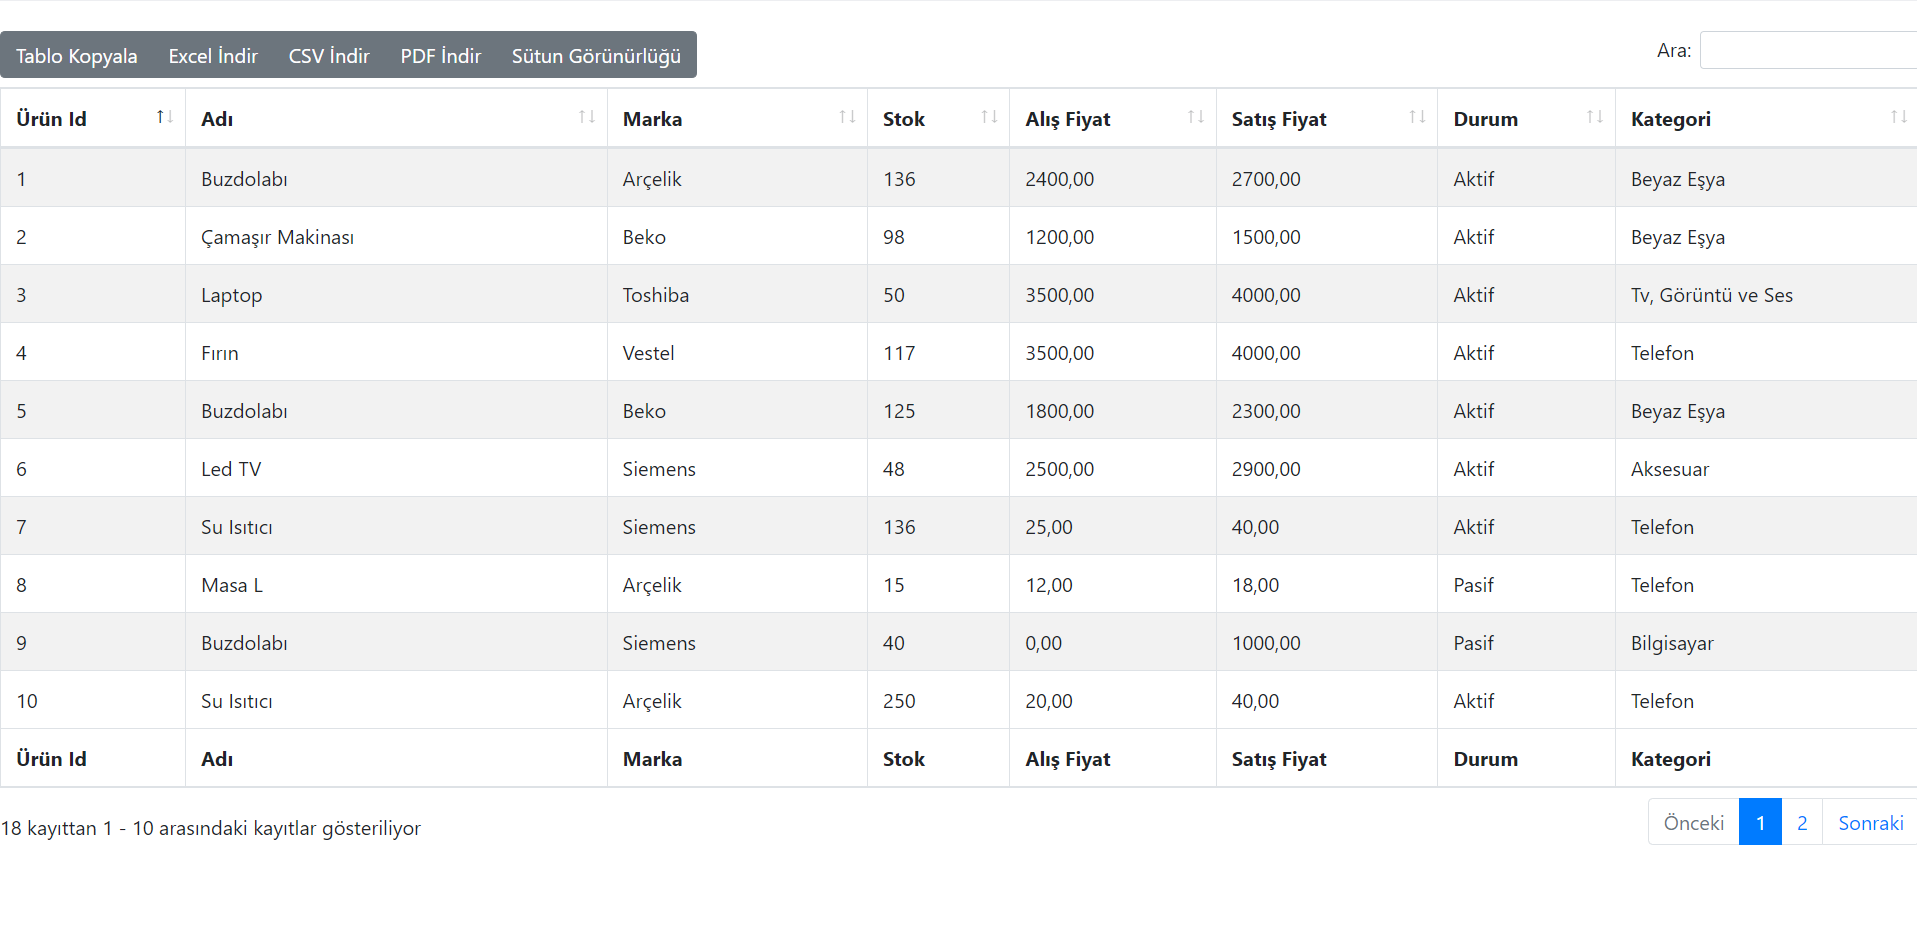 Tablo Kopyala Excel İndir CSV İndir PDF İndir Sütun Görünürlüğü Ara:
Ürün Id Adı Marka Stok Alış Fiyat Satış Fiyat Durum Kategori
1 Buzdolabı Arçelik 136 2400,00 2700,00 Aktif Beyaz Eşya
2 Çamaşır Makinası Beko 98 1200,00 1500,00 Aktif Beyaz Eşya
3 Laptop Toshiba 50 3500,00 4000,00 Aktif Tv, Görüntü ve Ses
4 Fırın Vestel 117 3500,00 4000,00 Aktif Telefon
5 Buzdolabı Beko 125 1800,00 2300,00 Aktif Beyaz Eşya
6 Led TV Siemens 48 2500,00 2900,00 Aktif Aksesuar
7 Su Isıtıcı Siemens 136 25,00 40,00 Aktif Telefon
8 Masa L Arçelik 15 12,00 18,00 Pasif Telefon
9 Buzdolabı Siemens 40 0,00 1000,00 Pasif Bilgisayar
10 Su Isıtıcı Arçelik 250 20,00 40,00 Aktif Telefon
Ürün Id Adı Marka Stok Alış Fiyat Satış Fiyat Durum Kategori
18 kayıttan 1 - 10 arasındaki kayıtlar gösteriliyor Önceki 1 2 Sonraki